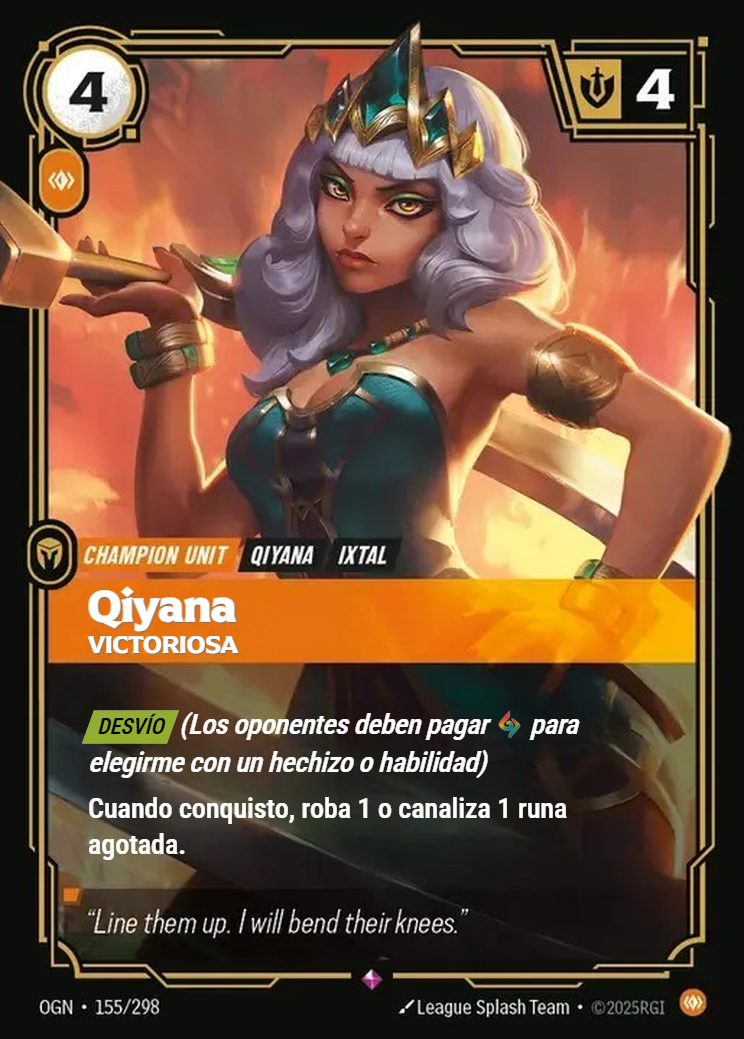 4
4
CHAMPION UNIT QIYANA IXTAL
Qiyana
VICTORIOSA
DESVÍO (Los oponentes deben pagar para
elegirme con un hechizo o habilidad)
Cuando conquisto, roba 1 o canaliza 1 runa
agotada.
“Line them up. I will bend their knees.”
OGN • 155/298 League Splash Team • ©2025RGI